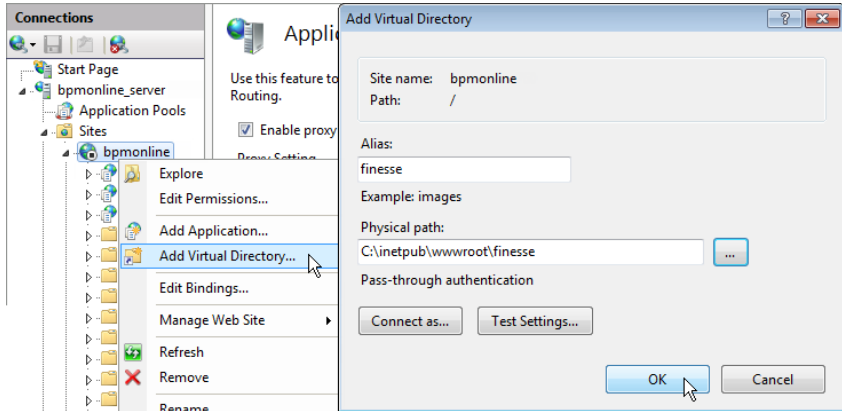 Connections
Start Page
bpmonline_server
Application Pools
Sites
bpmonline
Explore
Edit Permissions...
Add Application...
Add Virtual Directory...
Edit Bindings...
Manage Web Site
Refresh
Remove
Rename
Use this feature to
Routing.
Enable proxy
Proxy Setting
Add Virtual Directory
Site name: bpmonline
Path: /
Alias:
finesse
Example: images
Physical path:
C:\inetpub\wwwroot\finesse
...
Pass-through authentication
Connect as...
Test Settings...
OK
Cancel